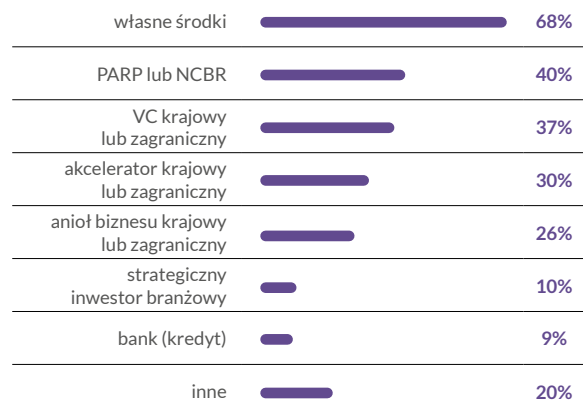 własne środki 68%
PARP lub NCBR 40%
VC krajowy
lub zagraniczny 37%
akcelerator krajowy
lub zagraniczny 30%
anioł biznesu krajowy
lub zagraniczny 26%
strategiczny
inwestor branżowy 10%
bank (kredyt) 9%
inne 20%